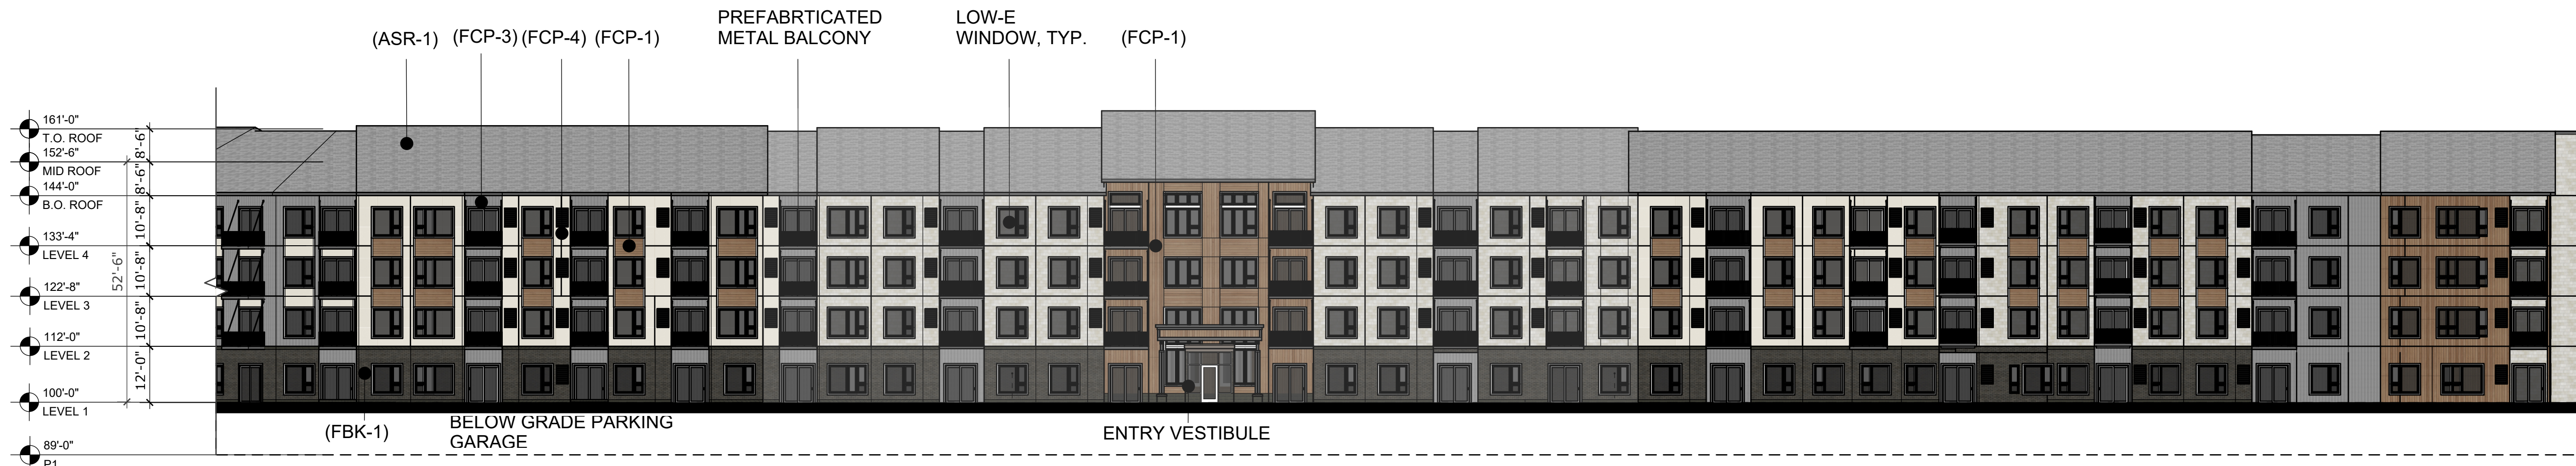 PREFABRTICATED
METAL BALCONY
LOW-E
WINDOW, TYP.
(ASR-1)
(FCP-3)
(FCP-4)
(FCP-1)
(FCP-1)
161'-0"
T.O. ROOF
152'-6"
MID ROOF
144'-0"
B.O. ROOF
133'-4"
LEVEL 4
122'-8"
LEVEL 3
112'-0"
LEVEL 2
100'-0"
LEVEL 1
89'-0"
P1
8'-6"
8'-6"
10'-8"
10'-8"
10'-8"
12'-0"
52'-6"
(FBK-1)
BELOW GRADE PARKING
GARAGE
ENTRY VESTIBULE